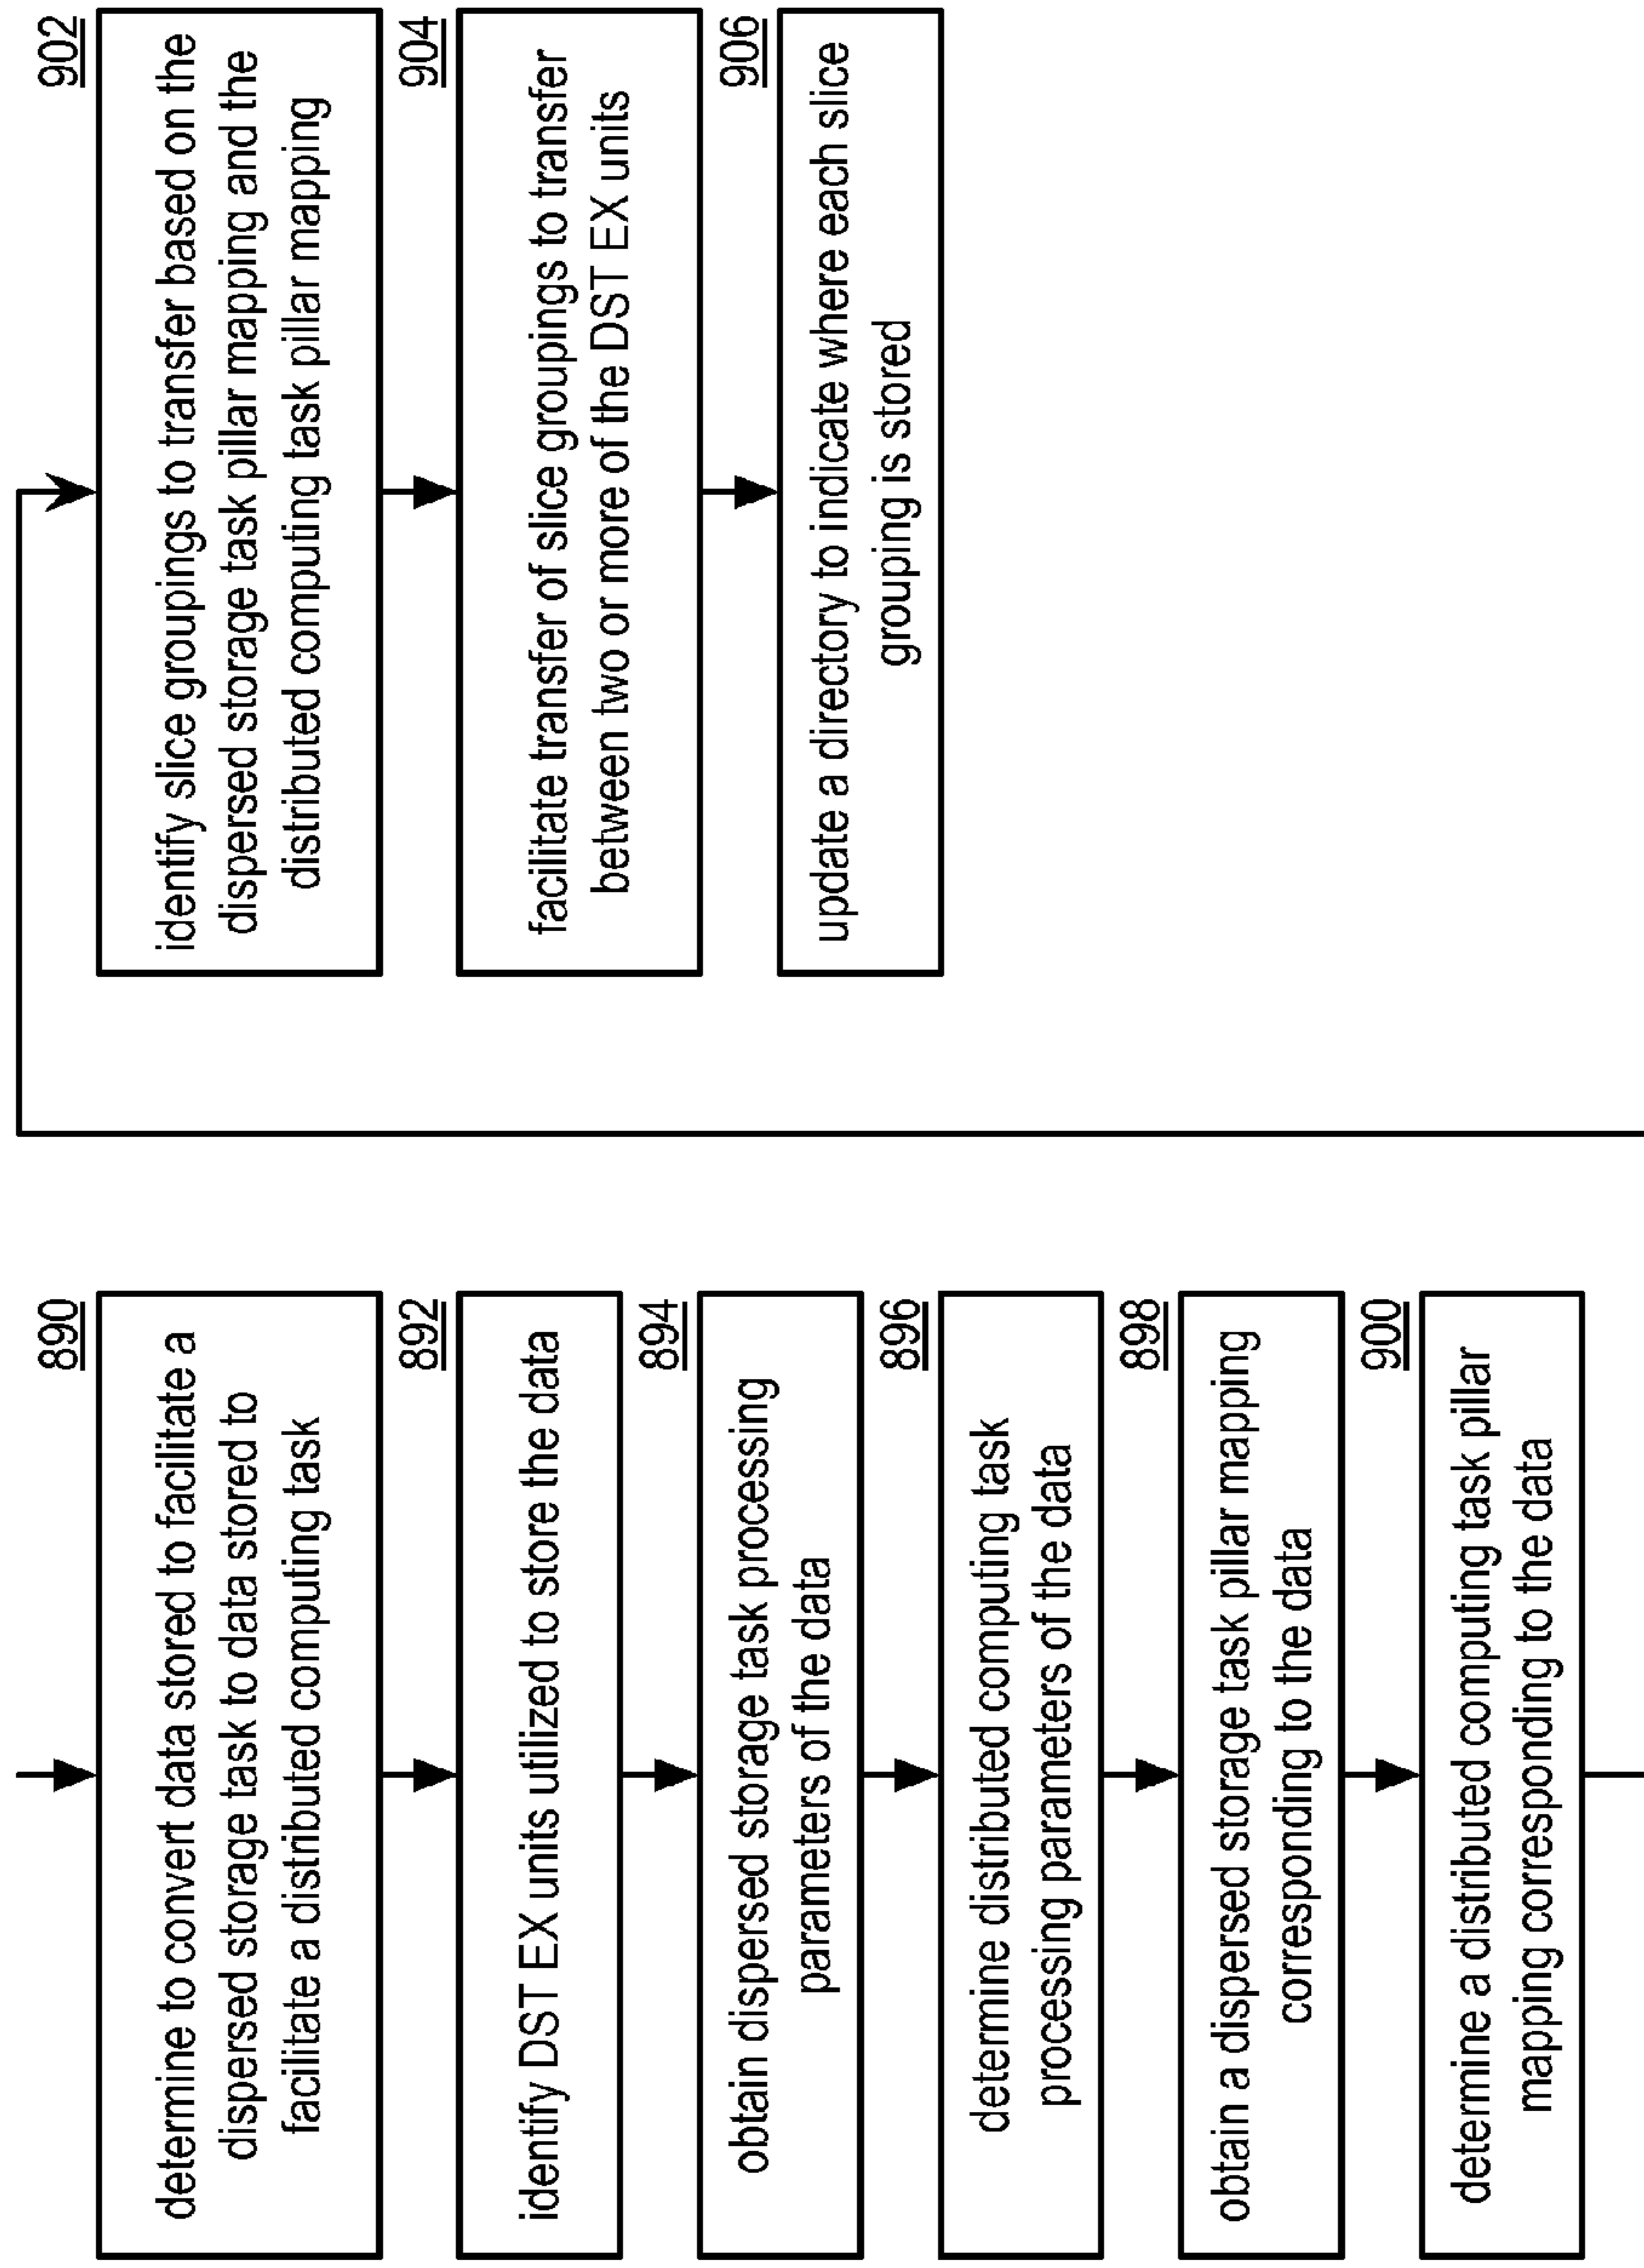 890
determine to convert data stored to facilitate a
dispersed storage task to data stored to
facilitate a distributed computing task
892
identify DST EX units utilized to store the data
894
obtain dispersed storage task processing
parameters of the data
896
determine distributed computing task
processing parameters of the data
898
obtain a dispersed storage task pillar mapping
corresponding to the data
900
determine a distributed computing task pillar
mapping corresponding to the data
902
identify slice groupings to transfer based on the
dispersed storage task pillar mapping and the
distributed computing task pillar mapping
904
facilitate transfer of slice groupings to transfer
between two or more of the DST EX units
906
update a directory to indicate where each slice
grouping is stored